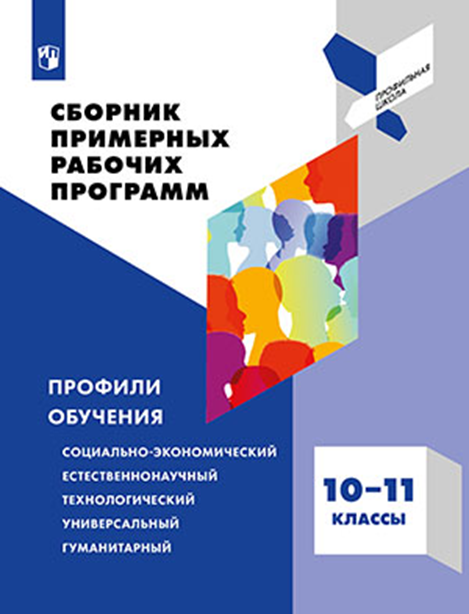 ПРОФИЛЬНАЯ
ШКОЛА
СБОРНИК
ПРИМЕРНЫХ
РАБОЧИХ
ПРОГРАММ
ПРОФИЛИ
ОБУЧЕНИЯ
СОЦИАЛЬНО-ЭКОНОМИЧЕСКИЙ
ЕСТЕСТВЕННОНАУЧНЫЙ
ТЕХНОЛОГИЧЕСКИЙ
УНИВЕРСАЛЬНЫЙ
ГУМАНИТАРНЫЙ
10–11
КЛАССЫ